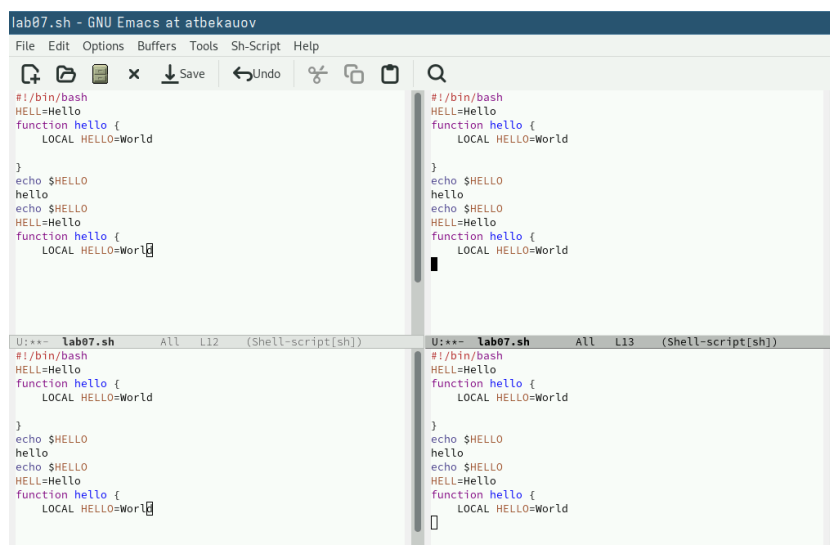 lab07.sh - GNU Emacs at atbekauov
File Edit Options Buffers Tools Sh-Script Help
Save Undo
#!/bin/bash
HELL=Hello
function hello {
    LOCAL HELLO=World
}
echo $HELLO
hello
echo $HELLO
HELL=Hello
function hello {
    LOCAL HELLO=World
U:**- lab07.sh All L12 (Shell-script[sh])
#!/bin/bash
HELL=Hello
function hello {
    LOCAL HELLO=World
}
echo $HELLO
hello
echo $HELLO
HELL=Hello
function hello {
    LOCAL HELLO=World
U:**- lab07.sh All L13 (Shell-script[sh])
#!/bin/bash
HELL=Hello
function hello {
    LOCAL HELLO=World
}
echo $HELLO
hello
echo $HELLO
HELL=Hello
function hello {
    LOCAL HELLO=World
#!/bin/bash
HELL=Hello
function hello {
    LOCAL HELLO=World
}
echo $HELLO
hello
echo $HELLO
HELL=Hello
function hello {
    LOCAL HELLO=World